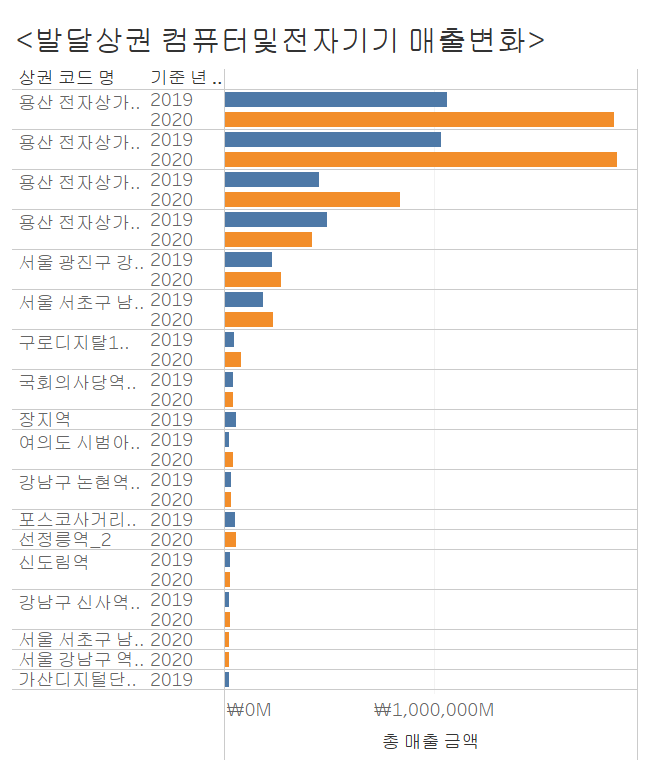 <발달상권 컴퓨터및전자기기 매출변화>
상권 코드 명 기준 년 ..
용산 전자상가.. 2019
2020
용산 전자상가.. 2019
2020
용산 전자상가.. 2019
2020
용산 전자상가.. 2019
2020
서울 광진구 강.. 2019
2020
서울 서초구 남.. 2019
2020
구로디지탈1.. 2019
2020
국회의사당역.. 2019
2020
장지역 2019
여의도 시범아.. 2019
2020
강남구 논현역.. 2019
2020
포스코사거리.. 2019
선정릉역_2 2020
신도림역 2019
2020
강남구 신사역.. 2019
2020
서울 서초구 남.. 2020
서울 강남구 역.. 2020
가산디지털단.. 2019
₩0M ₩1,000,000M
총 매출 금액